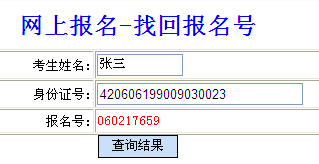 网上报名-找回报名号
考生姓名： 张三
身份证号： 420606199009030023
报名号： 060217659
查询结果